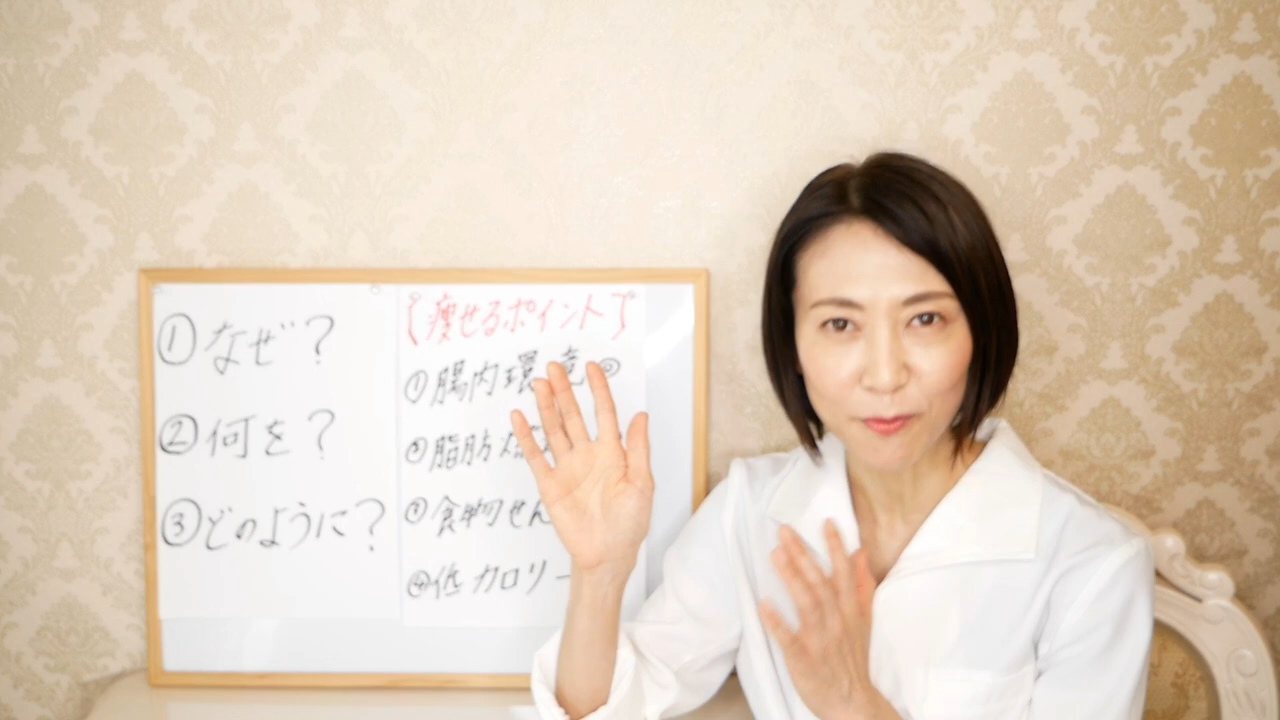 ①なぜ？
②何を？
③どのように？
〔痩せるポイント〕
①腸内環
②脂肪
③食物せん
④低カロリー